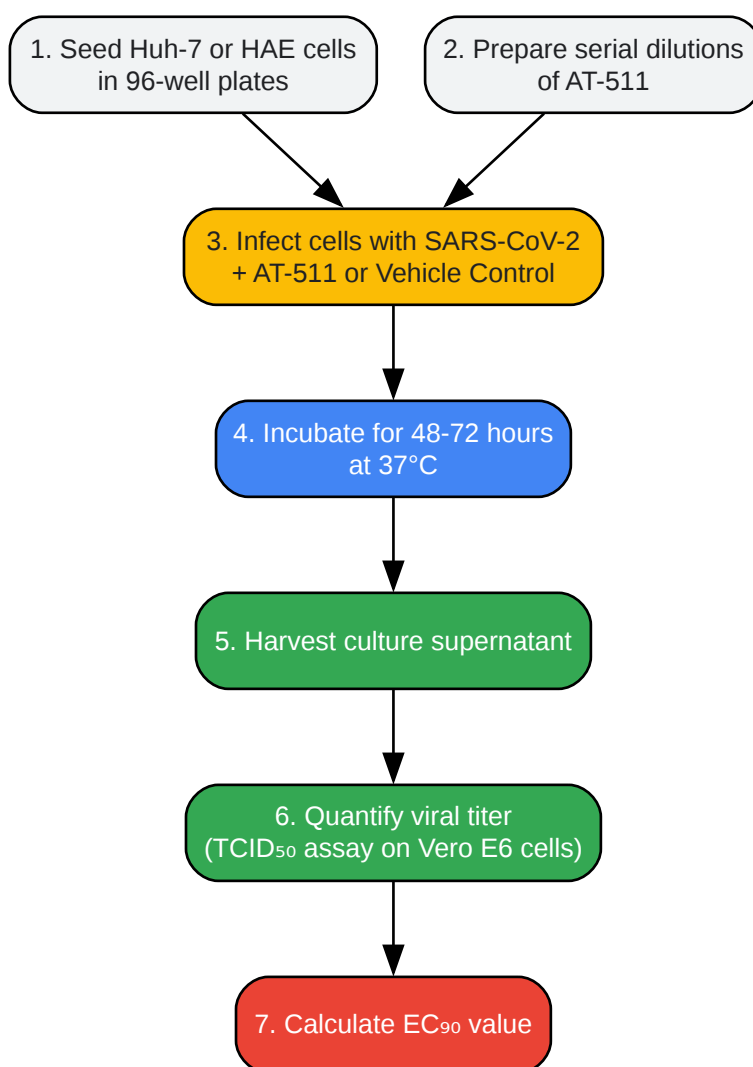 1. Seed Huh-7 or HAE cells
in 96-well plates
2. Prepare serial dilutions
of AT-511
3. Infect cells with SARS-CoV-2
+ AT-511 or Vehicle Control
4. Incubate for 48-72 hours
at 37°C
5. Harvest culture supernatant
6. Quantify viral titer
(TCID₅₀ assay on Vero E6 cells)
7. Calculate EC₉₀ value